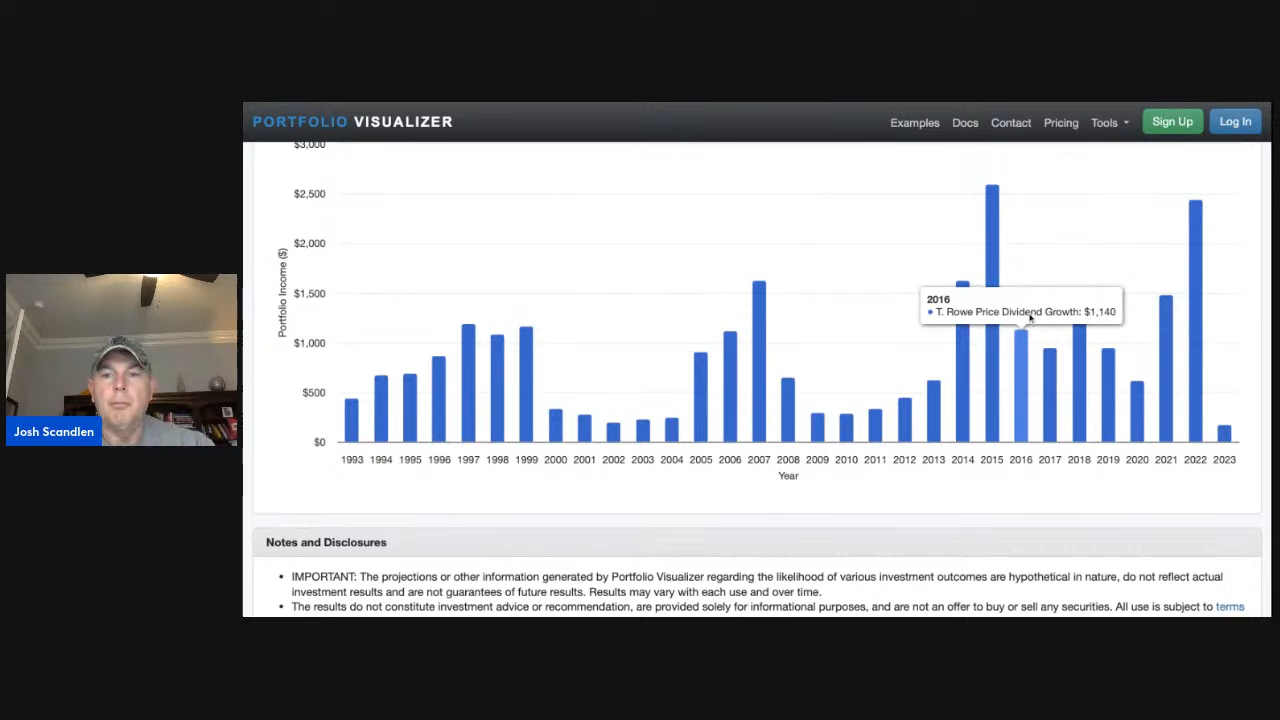 PORTFOLIO VISUALIZER
Examples Docs Contact Pricing Tools Sign Up Log In
$3,000
$2,500
$2,000
$1,500
$1,000
$500
$0
Portfolio Income ($)
2016
T. Rowe Price Dividend Growth: $1,140
1993 1994 1995 1996 1997 1998 1999 2000 2001 2002 2003 2004 2005 2006 2007 2008 2009 2010 2011 2012 2013 2014 2015 2016 2017 2018 2019 2020 2021 2022 2023
Year
Josh Scandlen
Notes and Disclosures
• IMPORTANT: The projections or other information generated by Portfolio Visualizer regarding the likelihood of various investment outcomes are hypothetical in nature, do not reflect actual
investment results and are not guarantees of future results. Results may vary with each use and over time.
• The results do not constitute investment advice or recommendation, are provided solely for informational purposes, and are not an offer to buy or sell any securities. All use is subject to terms